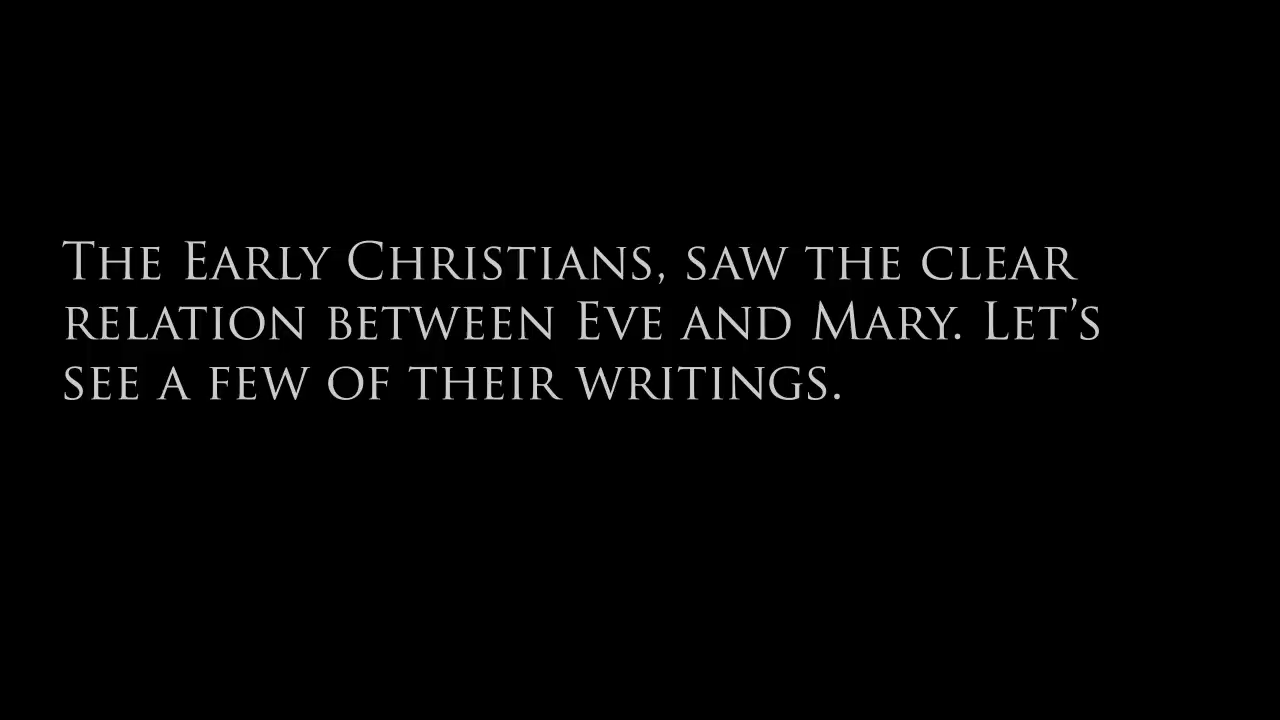 The Early Christians, saw the clear
relation between Eve and Mary. Let’s
see a few of their writings.